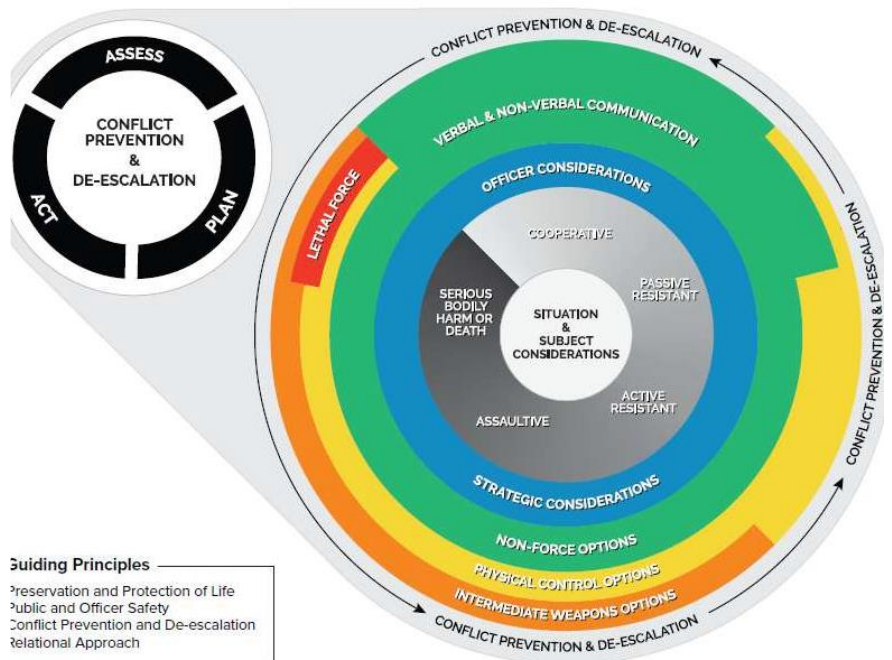 ASSESS
CONFLICT
PREVENTION
&
DE-ESCALATION
ACT
PLAN
CONFLICT PREVENTION & DE-ESCALATION
VERBAL & NON-VERBAL COMMUNICATION
OFFICER CONSIDERATIONS
LETHAL FORCE
COOPERATIVE
PASSIVE
RESISTANT
SERIOUS
BODILY
HARM OR
DEATH
SITUATION
&
SUBJECT
CONSIDERATIONS
CONFLICT PREVENTION & DE-ESCALATION
ACTIVE
RESISTANT
ASSAULTIVE
STRATEGIC CONSIDERATIONS
NON-FORCE OPTIONS
PHYSICAL CONTROL OPTIONS
INTERMEDIATE WEAPONS OPTIONS
CONFLICT PREVENTION & DE-ESCALATION
Guiding Principles
Preservation and Protection of Life
Public and Officer Safety
Conflict Prevention and De-escalation
Relational Approach